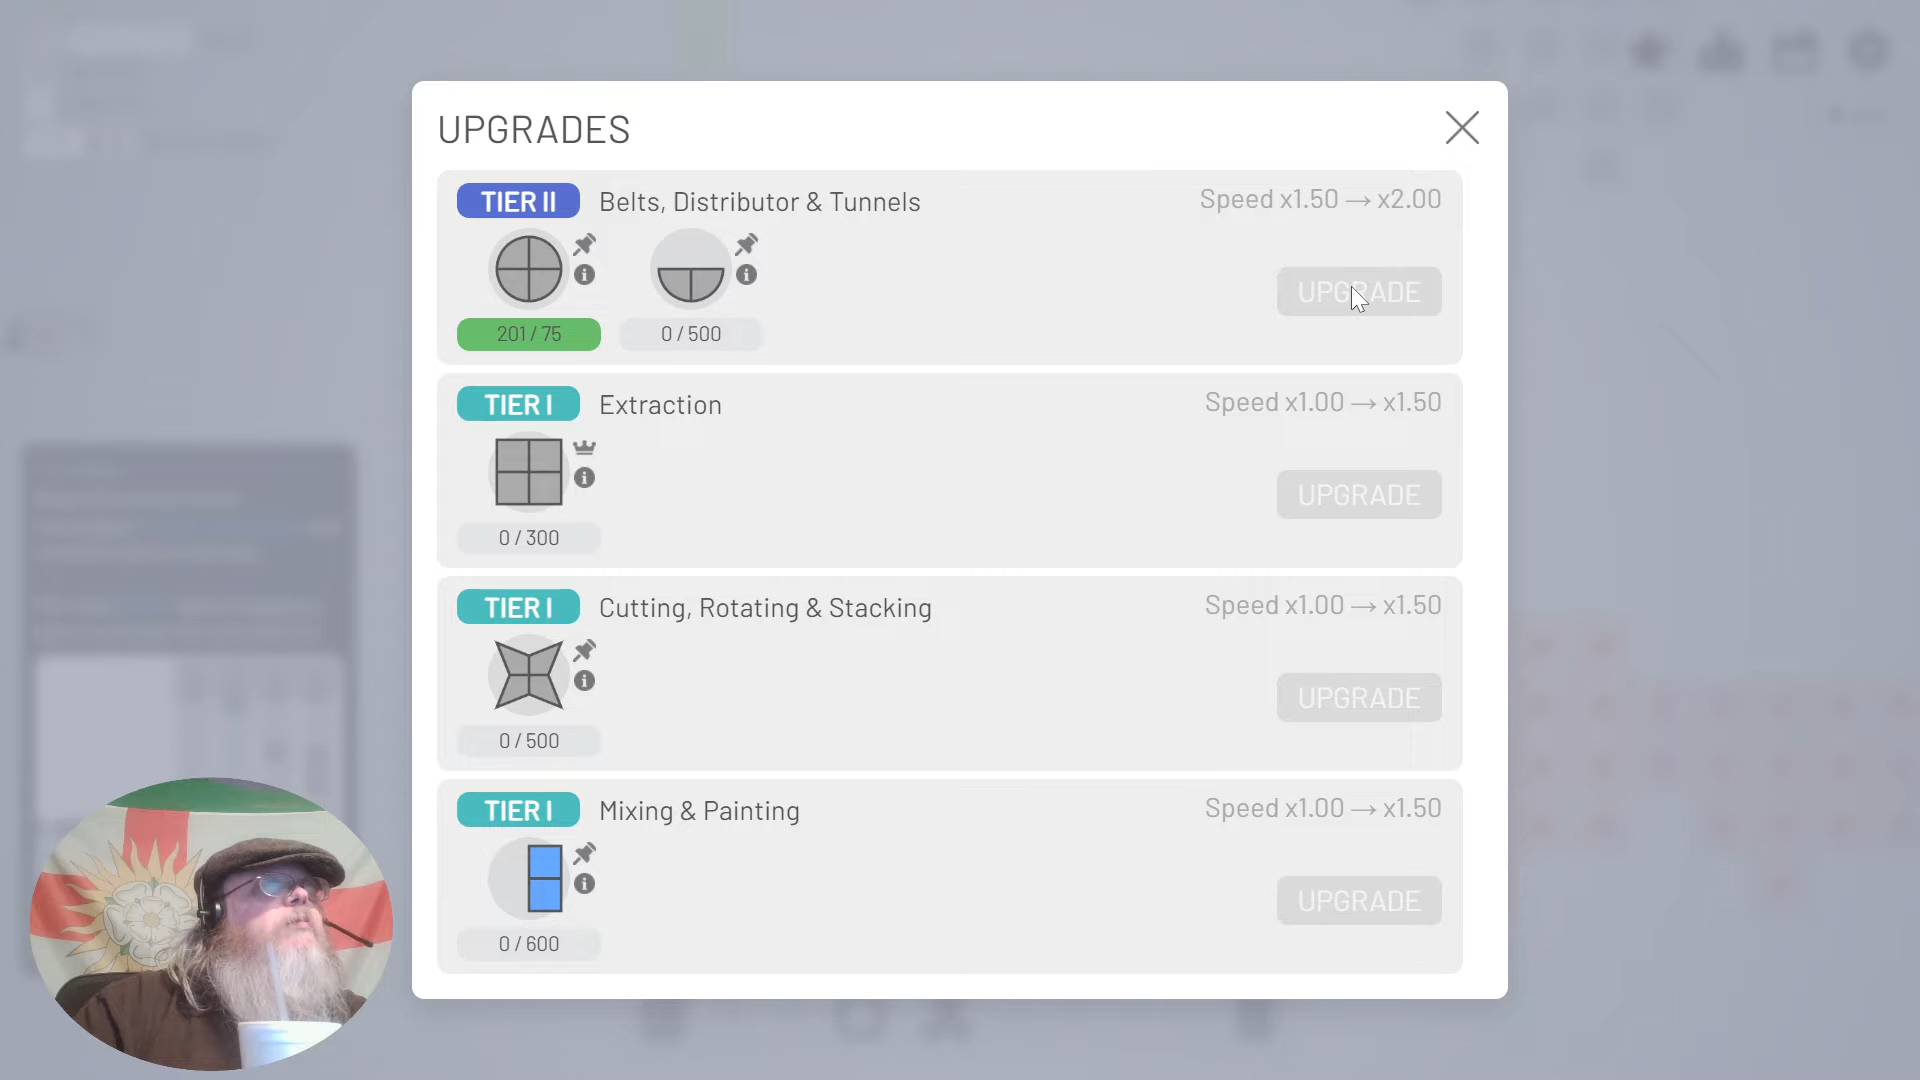 UPGRADES
TIER II Belts, Distributor & Tunnels Speed x1.50 → x2.00
UPGRADE
201 / 75 0 / 500
TIER I Extraction Speed x1.00 → x1.50
UPGRADE
0 / 300
TIER I Cutting, Rotating & Stacking Speed x1.00 → x1.50
UPGRADE
0 / 500
TIER I Mixing & Painting Speed x1.00 → x1.50
UPGRADE
0 / 600